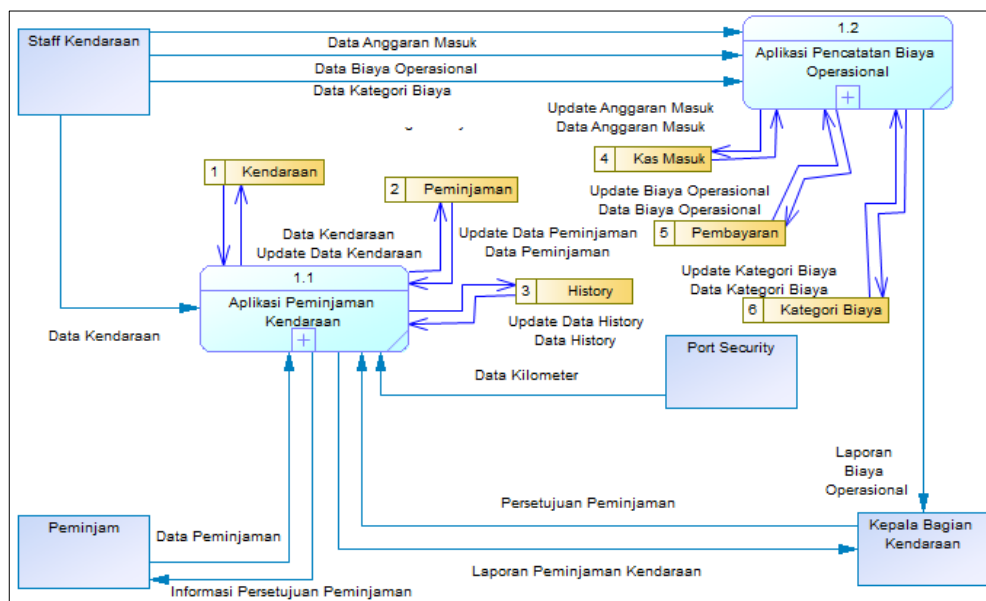 Staff Kendaraan
Data Anggaran Masuk
Data Biaya Operasional
Data Kategori Biaya
1.2
Aplikasi Pencatatan Biaya
Operasional
Update Anggaran Masuk
Data Anggaran Masuk
4 Kas Masuk
1 Kendaraan
2 Peminjaman
Update Biaya Operasional
Data Biaya Operasional
5 Pembayaran
Data Kendaraan
Update Data Kendaraan
Update Data Peminjaman
Data Peminjaman
1.1
Aplikasi Peminjaman
Kendaraan
3 History
Update Kategori Biaya
Data Kategori Biaya
6 Kategori Biaya
Update Data History
Data History
Data Kendaraan
Port Security
Data Kilometer
Laporan
Biaya
Operasional
Persetujuan Peminjaman
Peminjam
Data Peminjaman
Kepala Bagian
Kendaraan
Laporan Peminjaman Kendaraan
Informasi Persetujuan Peminjaman